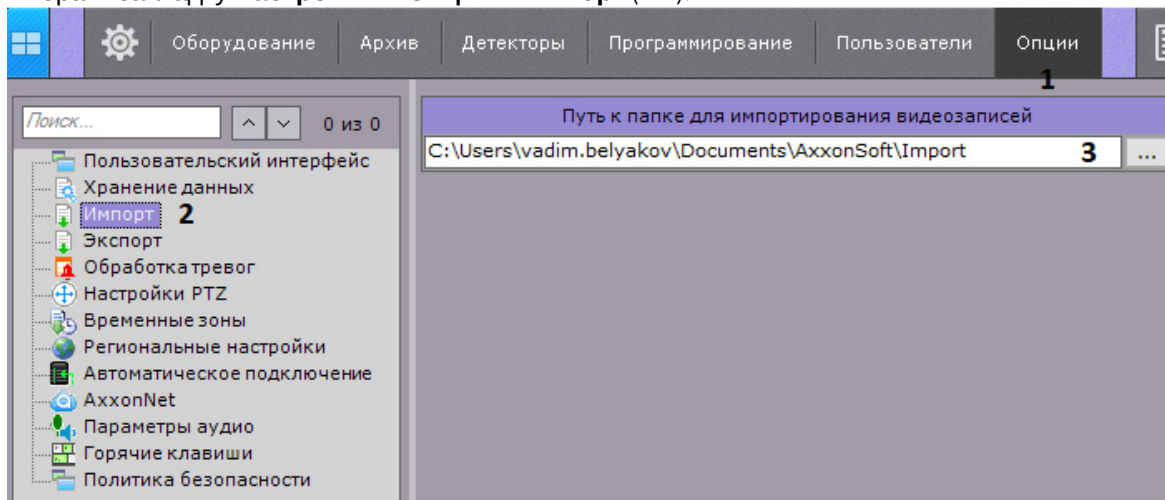 Оборудование Архив Детекторы Программирование Пользователи Опции
1
Поиск... 0 из 0
Путь к папке для импортирования видеозаписей
C:\Users\vadim.belyakov\Documents\AxxonSoft\Import 3 ...
Пользовательский интерфейс
Хранение данных
Импорт 2
Экспорт
Обработка тревог
Настройки PTZ
Временные зоны
Региональные настройки
Автоматическое подключение
AxxonNet
Параметры аудио
Горячие клавиши
Политика безопасности